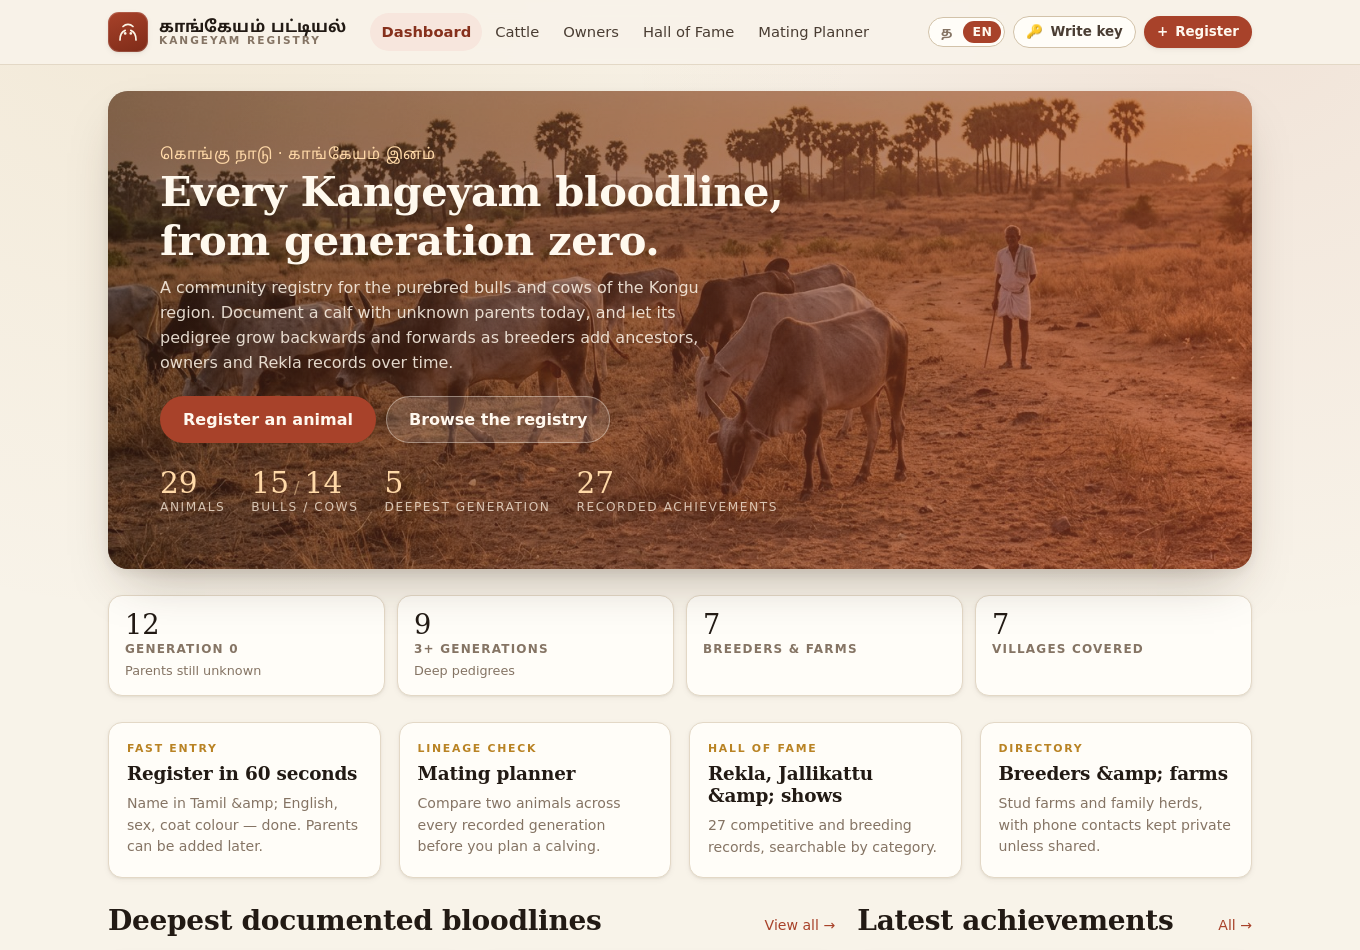 காங்கேயம் பட்டியல்
KANGEYAM REGISTRY
Dashboard
Cattle
Owners
Hall of Fame
Mating Planner
த
EN
Write key
+ Register
கொங்கு நாடு · காங்கேயம் இனம்
Every Kangeyam bloodline,
from generation zero.
A community registry for the purebred bulls and cows of the Kongu
region. Document a calf with unknown parents today, and let its
pedigree grow backwards and forwards as breeders add ancestors,
owners and Rekla records over time.
Register an animal
Browse the registry
29
ANIMALS
15 / 14
BULLS / COWS
5
DEEPEST GENERATION
27
RECORDED ACHIEVEMENTS
12
GENERATION 0
Parents still unknown
9
3+ GENERATIONS
Deep pedigrees
7
BREEDERS & FARMS
7
VILLAGES COVERED
FAST ENTRY
Register in 60 seconds
Name in Tamil &amp; English,
sex, coat colour — done. Parents
can be added later.
LINEAGE CHECK
Mating planner
Compare two animals across
every recorded generation
before you plan a calving.
HALL OF FAME
Rekla, Jallikattu
&amp; shows
27 competitive and breeding
records, searchable by category.
DIRECTORY
Breeders &amp; farms
Stud farms and family herds,
with phone contacts kept private
unless shared.
Deepest documented bloodlines
View all →
Latest achievements
All →